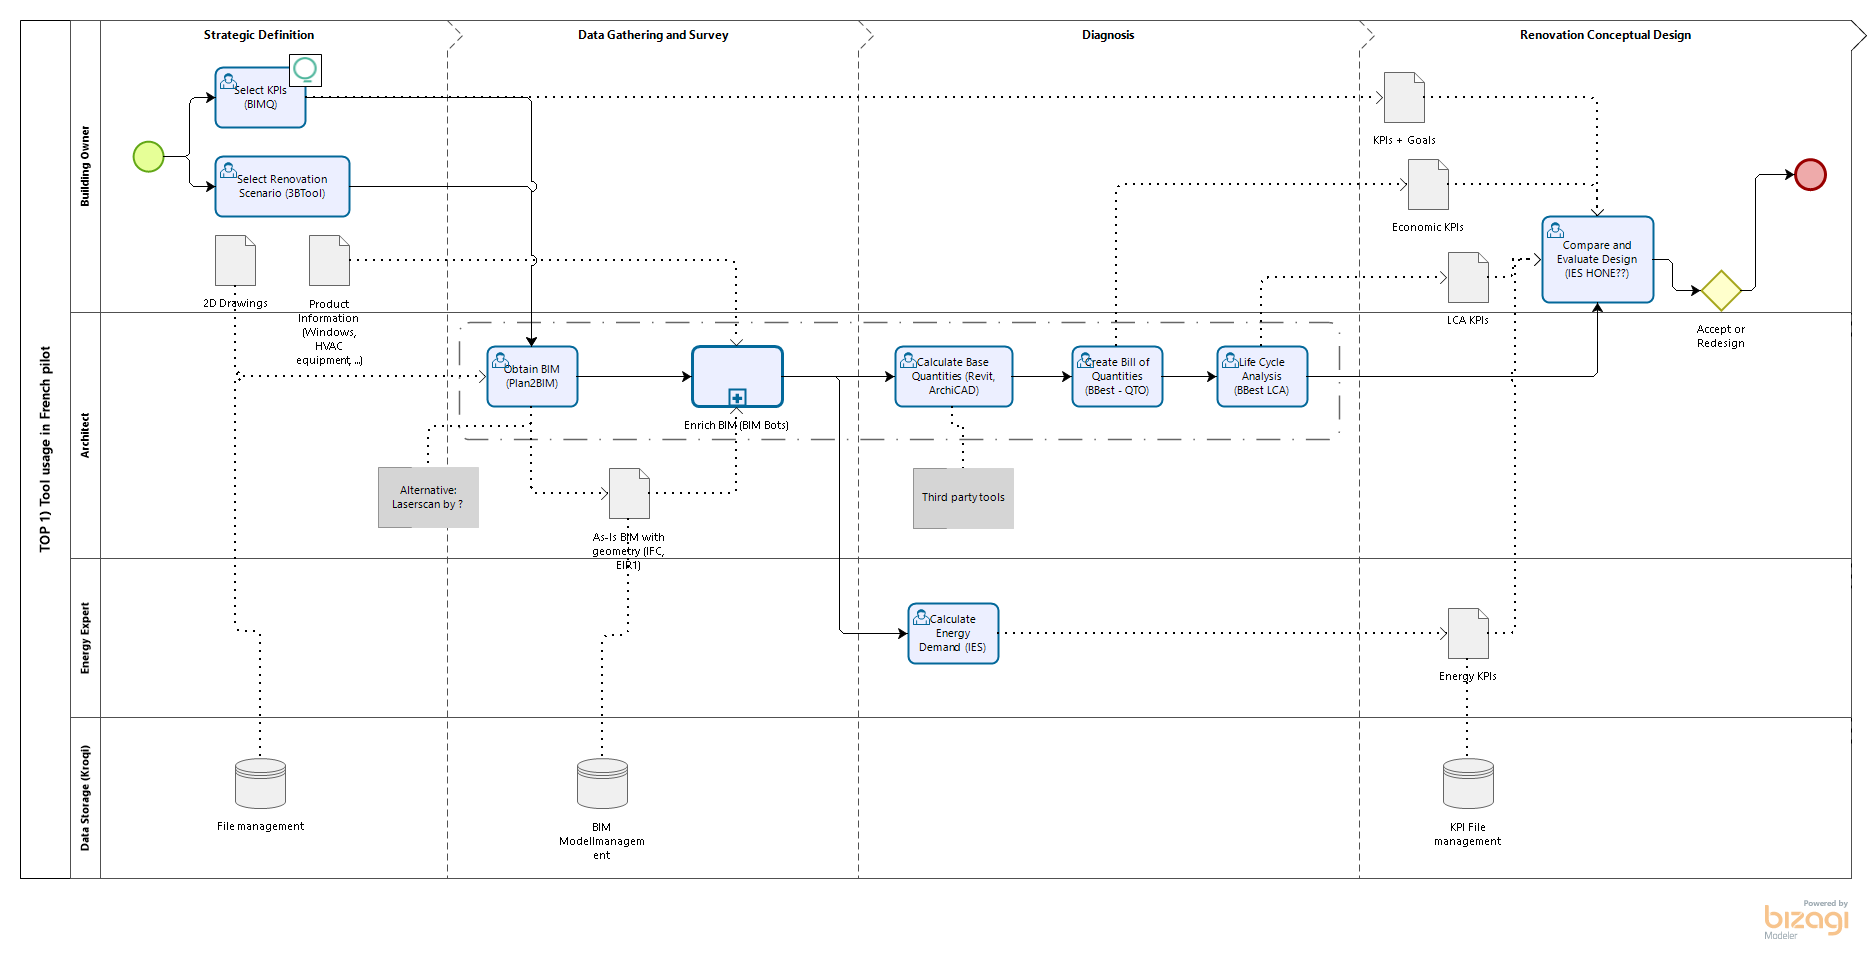 TOP 1) Tool usage in French pilot
Strategic Definition
Data Gathering and Survey
Diagnosis
Renovation Conceptual Design
Building Owner
Select KPIs
(BIMQ)
Select Renovation
Scenario (3BTool)
2D Drawings
Product
Information
(Windows,
HVAC
equipment, ...)
KPIs + Goals
Economic KPIs
LCA KPIs
Compare and
Evaluate Design
(IES HONE??)
Accept or
Redesign
Architect
Obtain BIM
(Plan2BIM)
Enrich BIM (BIM Bots)
Calculate Base
Quantities (Revit,
ArchiCAD)
Create Bill of
Quantities
(BBest - QTO)
Life Cycle
Analysis
(BBest LCA)
Alternative:
Laserscan by ?
As-Is BIM with
geometry (IFC,
EIR1)
Third party tools
Energy Expert
Calculate
Energy
Demand (IES)
Energy KPIs
Data Storage (Kroqi)
File management
BIM
Modellmanagem
ent
KPI File
management
Powered by
bizagi
Modeler